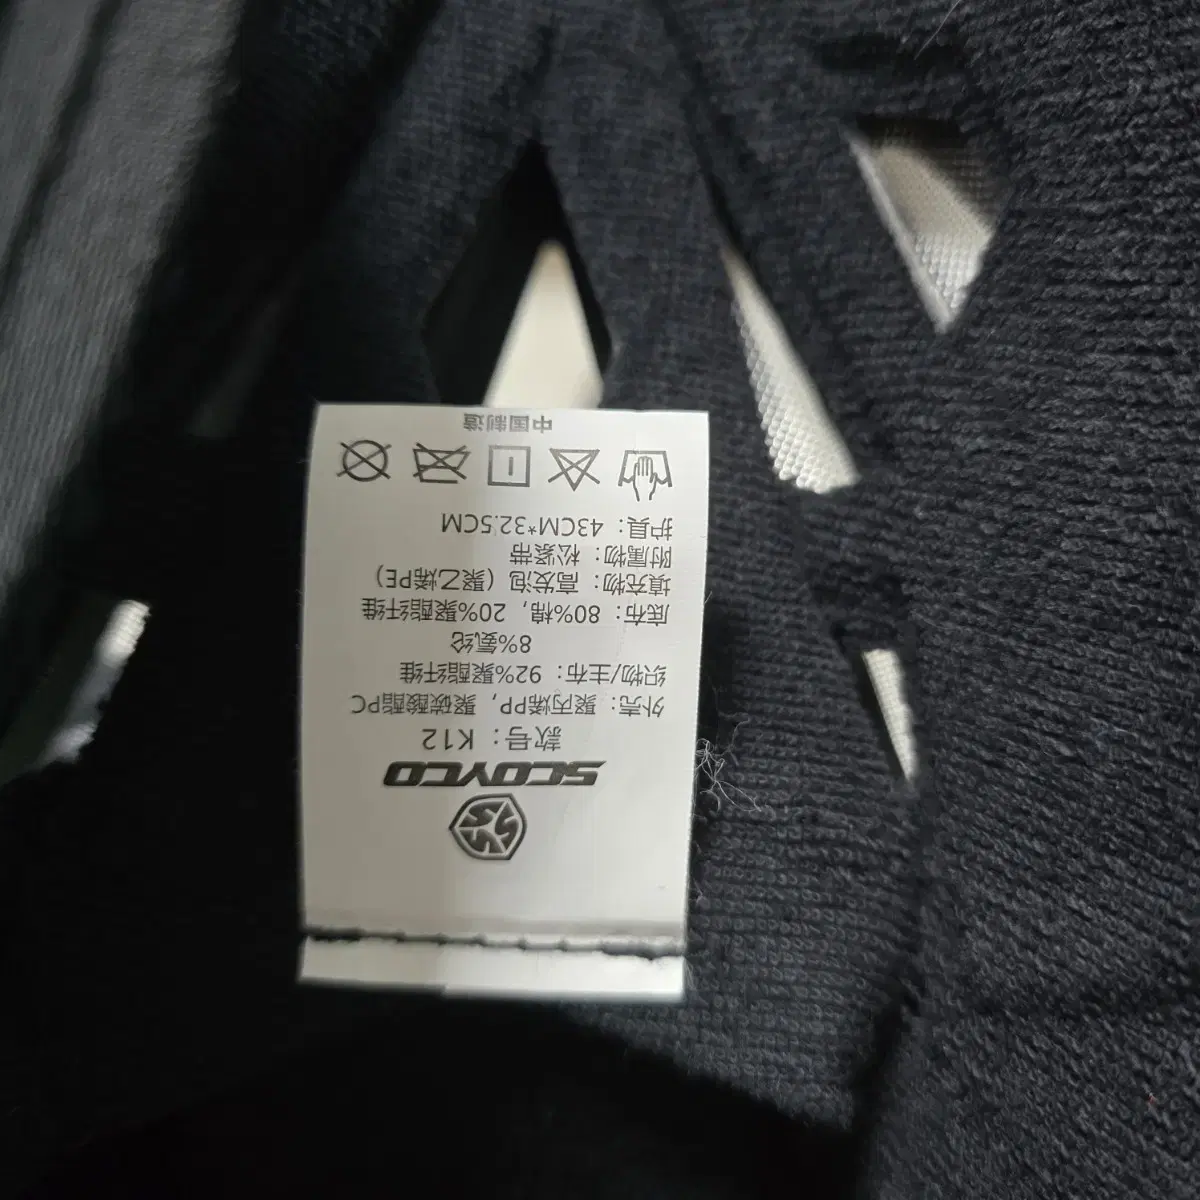 SCOYCO
款号：K12
外壳：聚丙烯PP，聚碳酸酯PC
织物/主布：92%聚酯纤维
8%氨纶
底布：80%棉，20%聚酯纤维
填充物：高发泡（聚乙烯PE）
附属物：松紧带
护具：43CM*32.5CM
中国制造